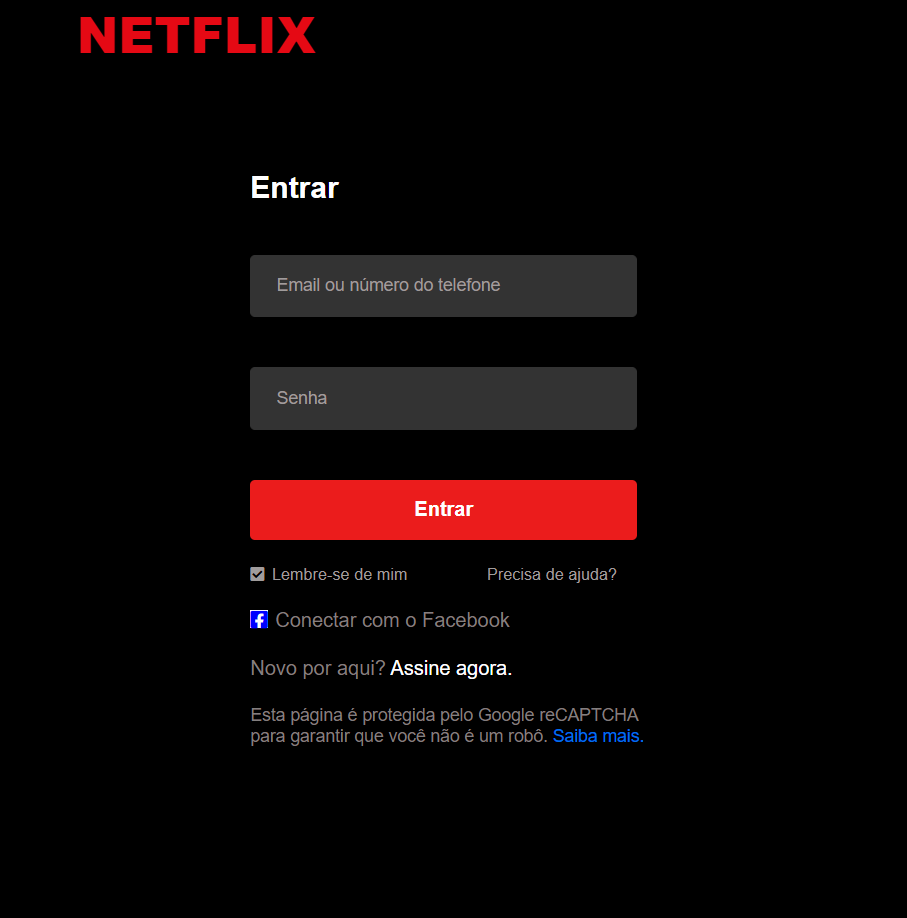 NETFLIX
Entrar
Email ou número do telefone
Senha
Entrar
Lembre-se de mim Precisa de ajuda?
Conectar com o Facebook
Novo por aqui? Assine agora.
Esta página é protegida pelo Google reCAPTCHA
para garantir que você não é um robô. Saiba mais.